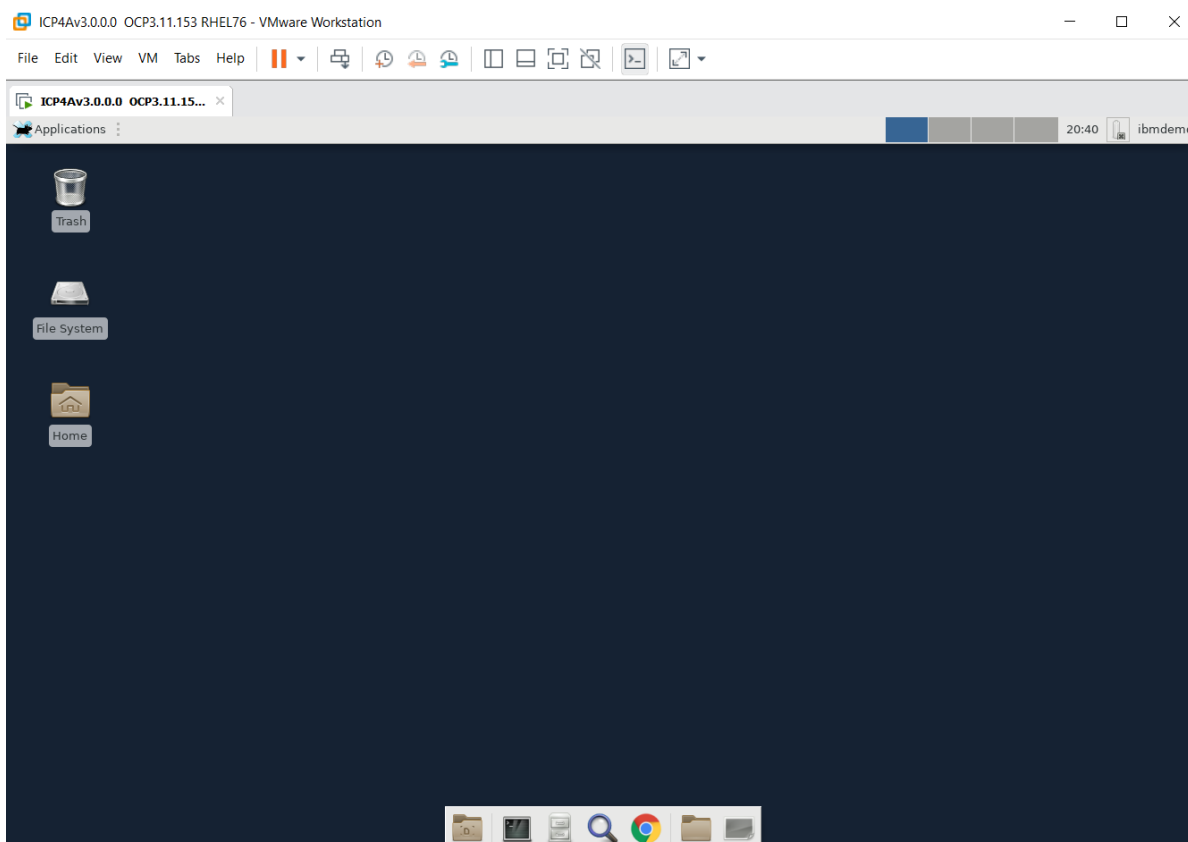 ICP4Av3.0.0.0  OCP3.11.153 RHEL76 - VMware Workstation
File Edit View VM Tabs Help
ICP4Av3.0.0.0  OCP3.11.15...
Applications 20:40 ibmdemo
Trash
File System
Home